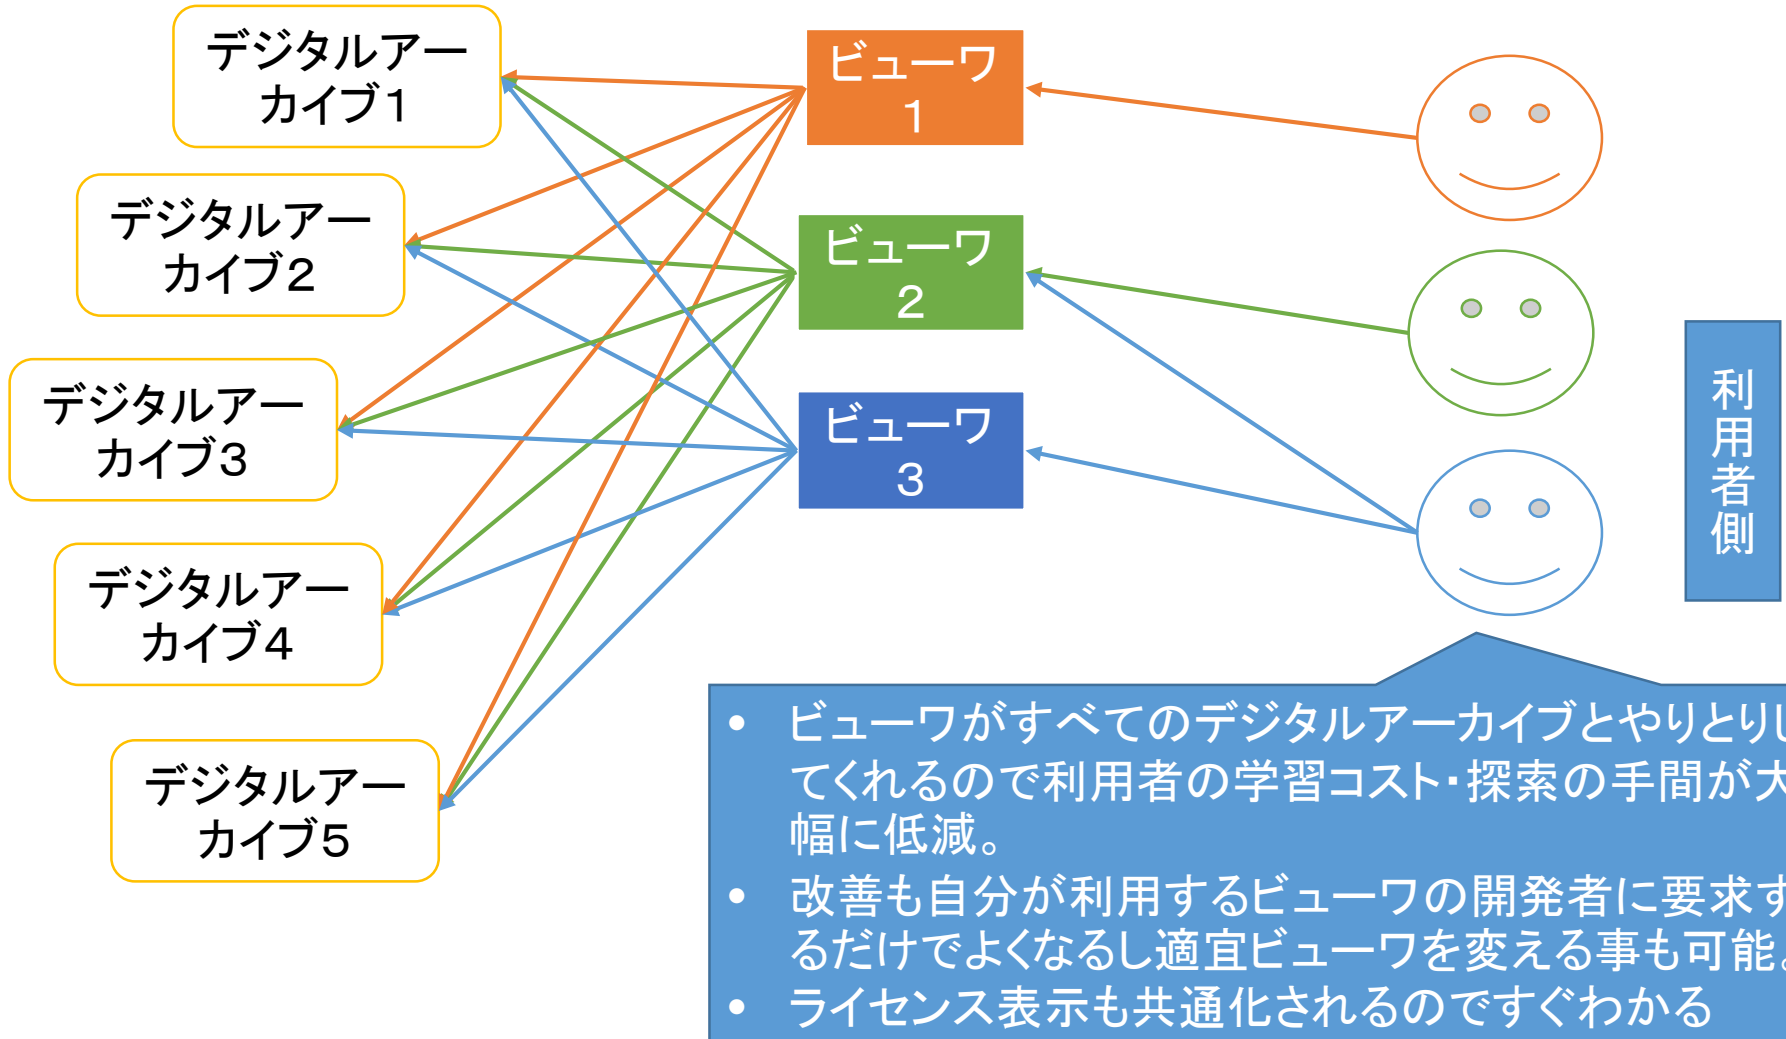 デジタルアー
カイブ１
デジタルアー
カイブ２
デジタルアー
カイブ３
デジタルアー
カイブ４
デジタルアー
カイブ５
ビューワ
１
ビューワ
２
ビューワ
３
利用者側
• ビューワがすべてのデジタルアーカイブとやりとりし
てくれるので利用者の学習コスト・探索の手間が大
幅に低減。
• 改善も自分が利用するビューワの開発者に要求す
るだけでよくなるし適宜ビューワを変える事も可能。
• ライセンス表示も共通化されるのですぐわかる